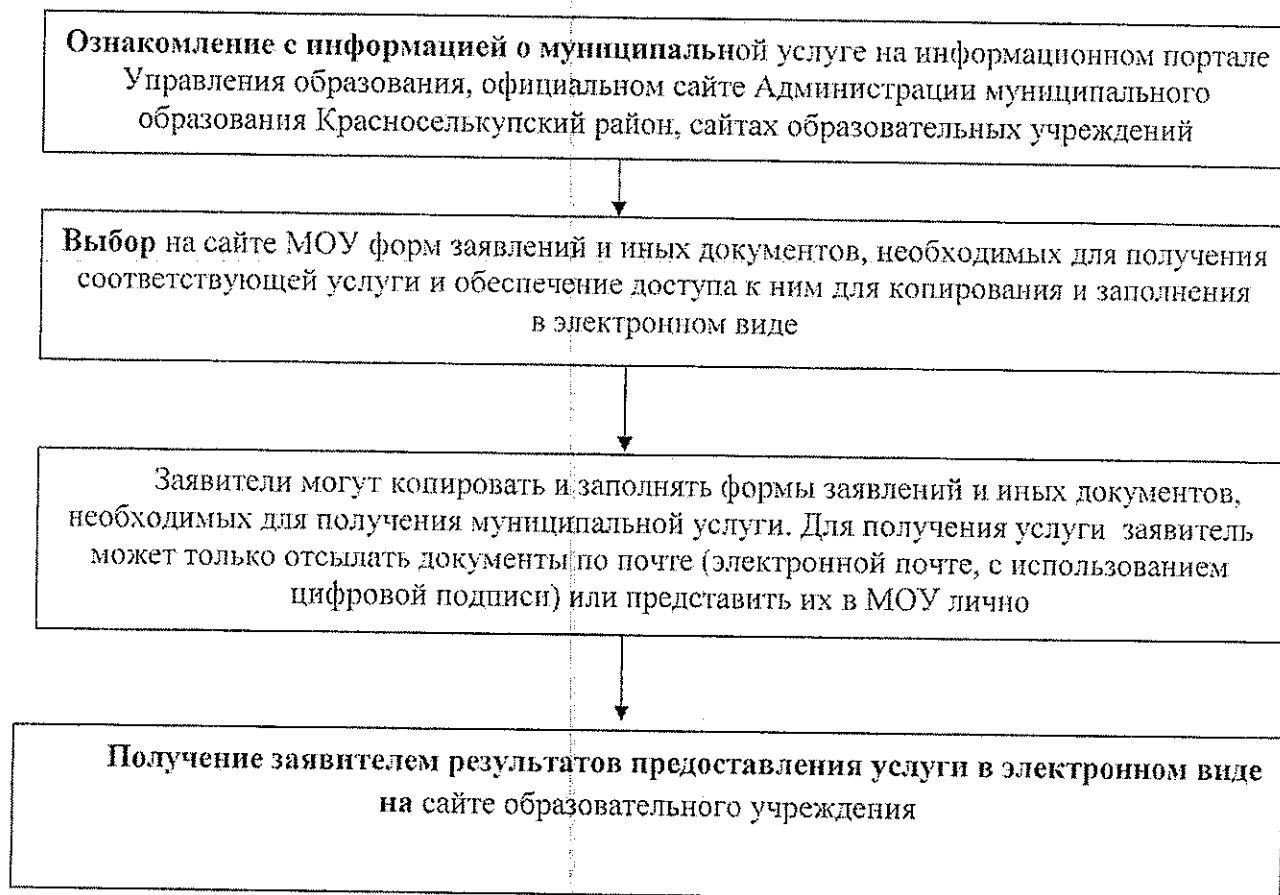 Ознакомление с информацией о муниципальной услуге на информационном портале
Управления образования, официальном сайте Администрации муниципального
образования Красноселькупский район, сайтах образовательных учреждений
Выбор на сайте МОУ форм заявлений и иных документов, необходимых для получения
соответствующей услуги и обеспечение доступа к ним для копирования и заполнения
в электронном виде
Заявители могут копировать и заполнять формы заявлений и иных документов,
необходимых для получения муниципальной услуги. Для получения услуги заявитель
может только отсылать документы по почте (электронной почте, с использованием
цифровой подписи) или представить их в МОУ лично
Получение заявителем результатов предоставления услуги в электронном виде
на сайте образовательного учреждения